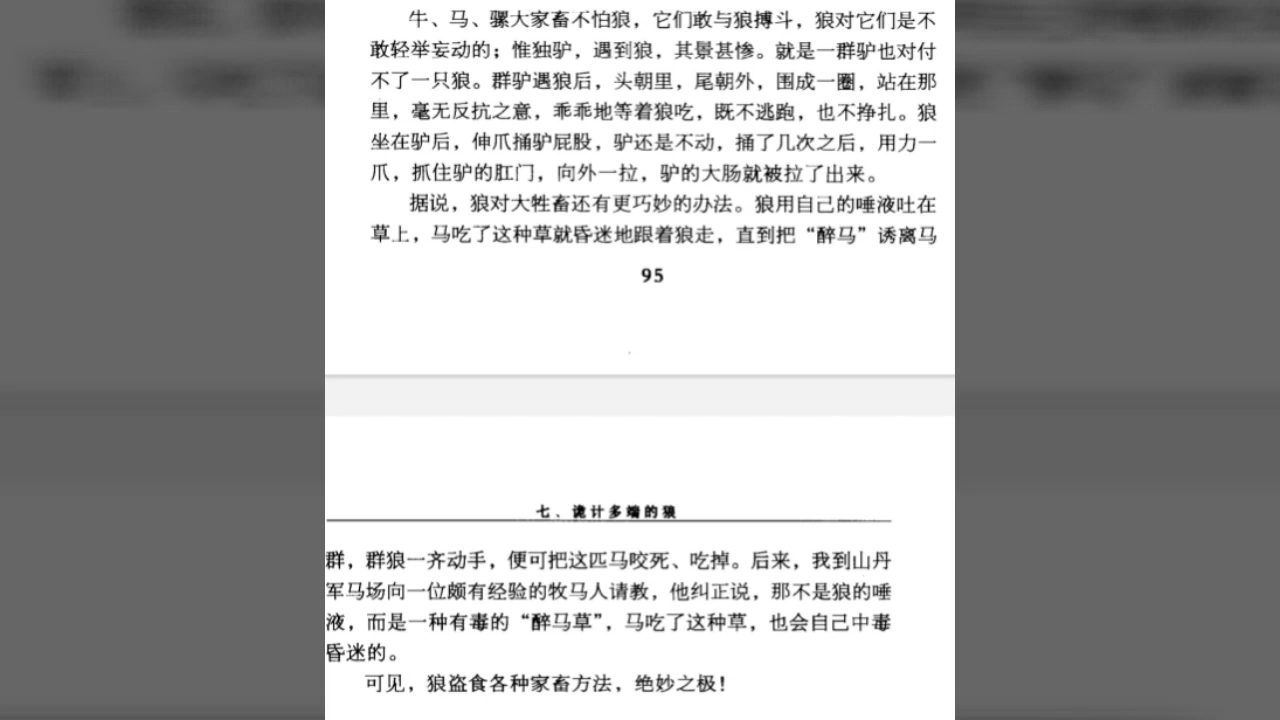 牛、马、骡大家畜不怕狼，它们敢与狼搏斗，狼对它们是不
敢轻举妄动的；惟独驴，遇到狼，其景甚惨。就是一群驴也对付
不了一只狼。群驴遇狼后，头朝里，尾朝外，围成一圈，站在那
里，毫无反抗之意，乖乖地等着狼吃，既不逃跑，也不挣扎。狼
坐在驴后，伸爪捅驴屁股，驴还是不动，捅了几次之后，用力一
爪，抓住驴的肛门，向外一拉，驴的大肠就被拉了出来。
据说，狼对大牲畜还有更巧妙的办法。狼用自己的唾液吐在
草上，马吃了这种草就昏迷地跟着狼走，直到把“醉马”诱离马
95
七、诡计多端的狼
群，群狼一齐动手，便可把这匹马咬死、吃掉。后来，我到山丹
军马场向一位颇有经验的牧马人请教，他纠正说，那不是狼的唾
液，而是一种有毒的“醉马草”，马吃了这种草，也会自己中毒
昏迷的。
可见，狼盗食各种家畜方法，绝妙之极！